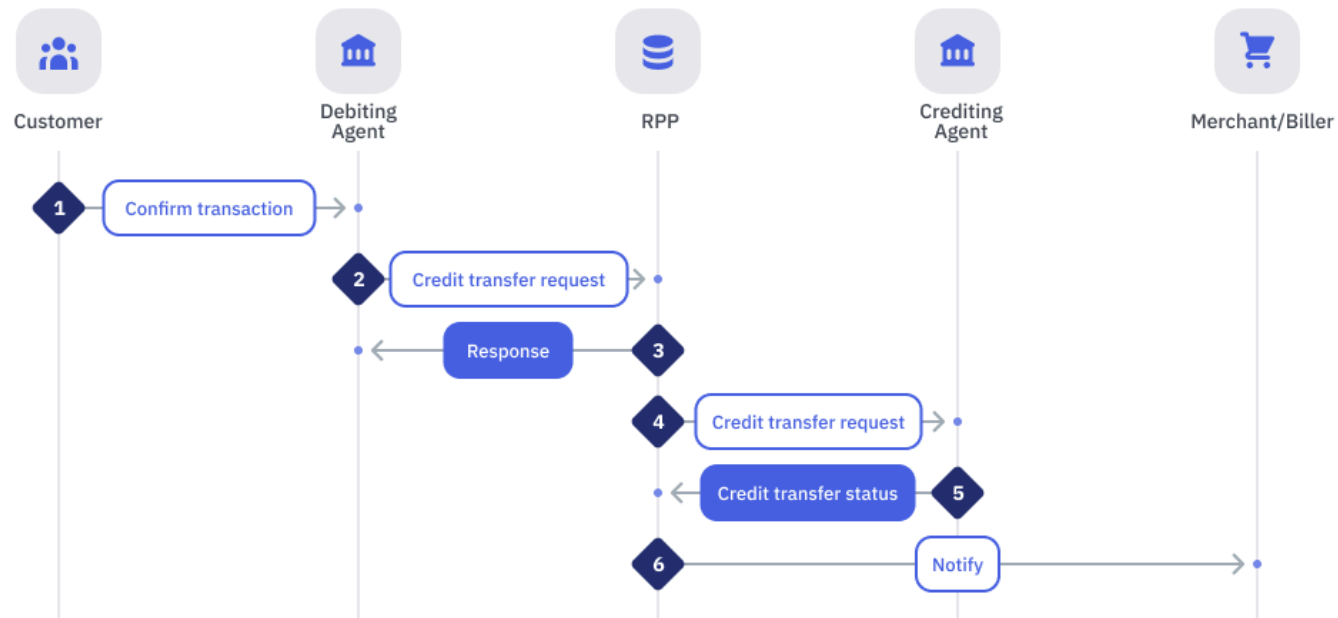 Customer
Debiting
Agent
RPP
Crediting
Agent
Merchant/Biller
1
Confirm transaction
2
Credit transfer request
Response
3
4
Credit transfer request
Credit transfer status
5
6
Notify